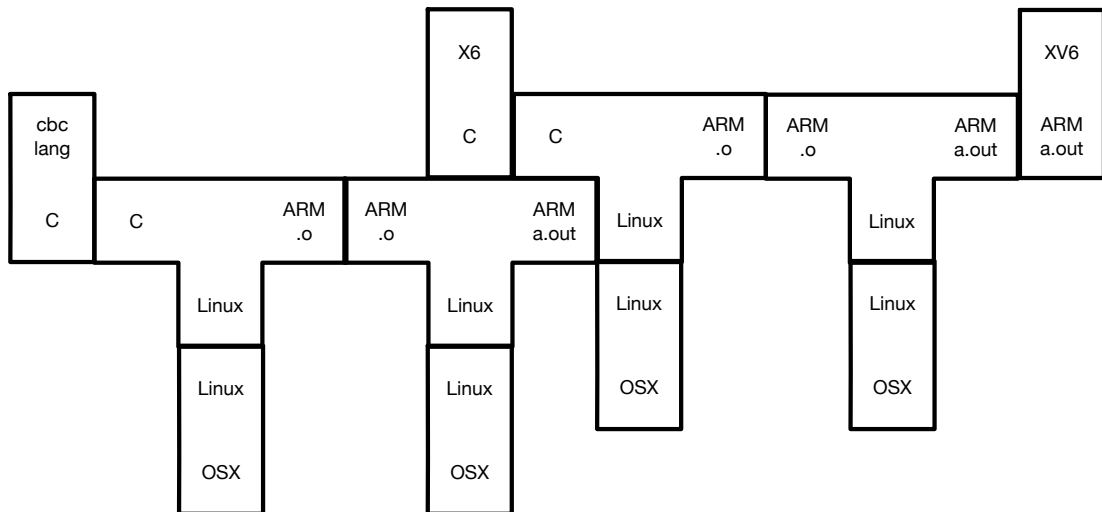 X6
XV6
cbc
lang
C
C
ARM
.o
ARM
.o
ARM
a.out
ARM
a.out
C
C
ARM
.o
ARM
.o
ARM
a.out
Linux
Linux
Linux
Linux
Linux
Linux
Linux
Linux
OSX
OSX
OSX
OSX